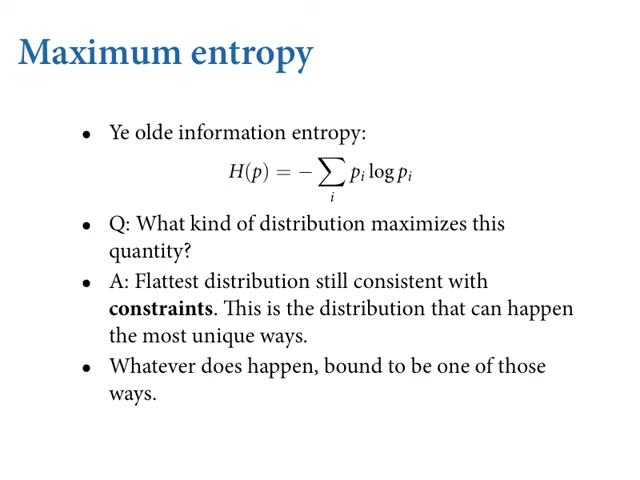 Maximum entropy
• Ye olde information entropy:
H(p) = −∑ᵢ pᵢ log pᵢ
• Q: What kind of distribution maximizes this
quantity?
• A: Flattest distribution still consistent with
constraints. This is the distribution that can happen
the most unique ways.
• Whatever does happen, bound to be one of those
ways.